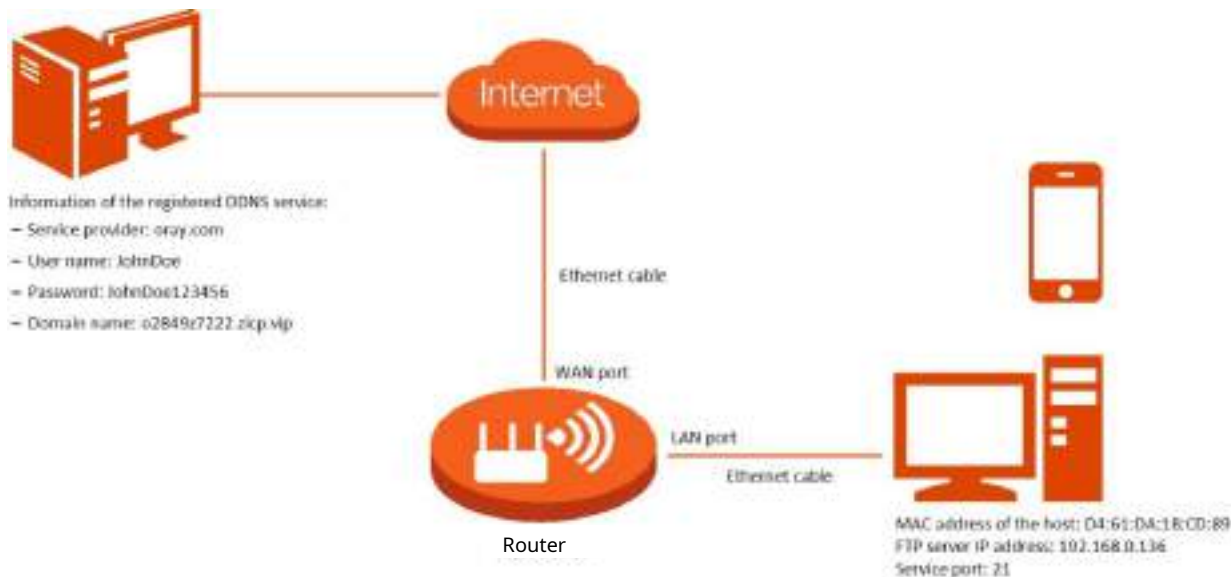 Internet
Information of the registered DDNS service:
– Service provider: oray.com
– User name: JohnDoe
– Password: JohnDoe123456
– Domain name: o2849z7222.zicp.vip
Ethernet cable
WAN port
LAN port
Ethernet cable
Router
MAC address of the host: D4:61:DA:1B:CD:89
FTP server IP address: 192.168.0.136
Service port: 21